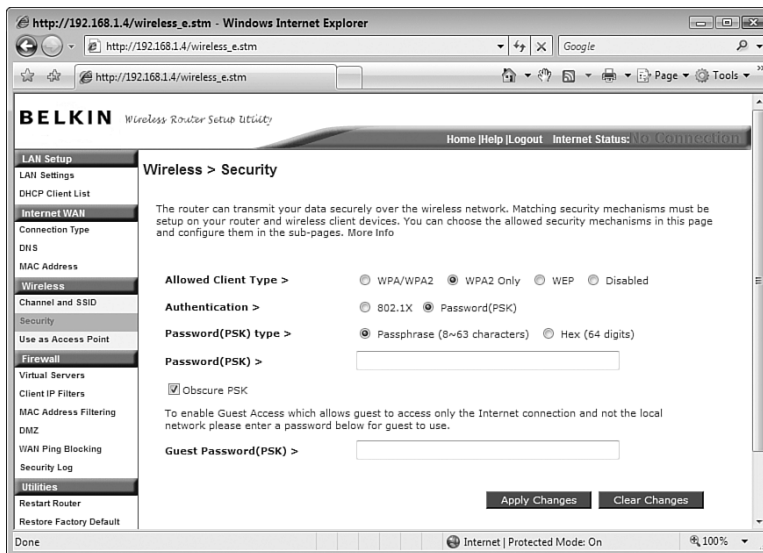 http://192.168.1.4/wireless_e.stm - Windows Internet Explorer
http://192.168.1.4/wireless_e.stm
Google
http://192.168.1.4/wireless_e.stm
Page
Tools
BELKIN Wireless Router Setup Utility
Home |Help |Logout Internet Status: No Connection
LAN Setup
LAN Settings
DHCP Client List
Internet WAN
Connection Type
DNS
MAC Address
Wireless
Channel and SSID
Security
Use as Access Point
Firewall
Virtual Servers
Client IP Filters
MAC Address Filtering
DMZ
WAN Ping Blocking
Security Log
Utilities
Restart Router
Restore Factory Default
Wireless > Security
The router can transmit your data securely over the wireless network. Matching security mechanisms must be
setup on your router and wireless client devices. You can choose the allowed security mechanisms in this page
and configure them in the sub-pages. More Info
Allowed Client Type > WPA/WPA2 WPA2 Only WEP Disabled
Authentication > 802.1X Password(PSK)
Password(PSK) type > Passphrase (8~63 characters) Hex (64 digits)
Password(PSK) >
Obscure PSK
To enable Guest Access which allows guest to access only the Internet connection and not the local
network please enter a password below for guest to use.
Guest Password(PSK) >
Apply Changes Clear Changes
Done
Internet | Protected Mode: On
100%